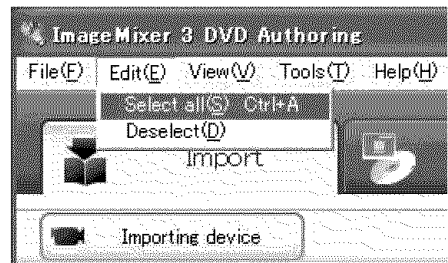 ImageMixer 3 DVD Authoring
File(F) Edit(E) View(V) Tools(T) Help(H)
Select all(S) Ctrl+A
Deselect(D)
Import
Importing device